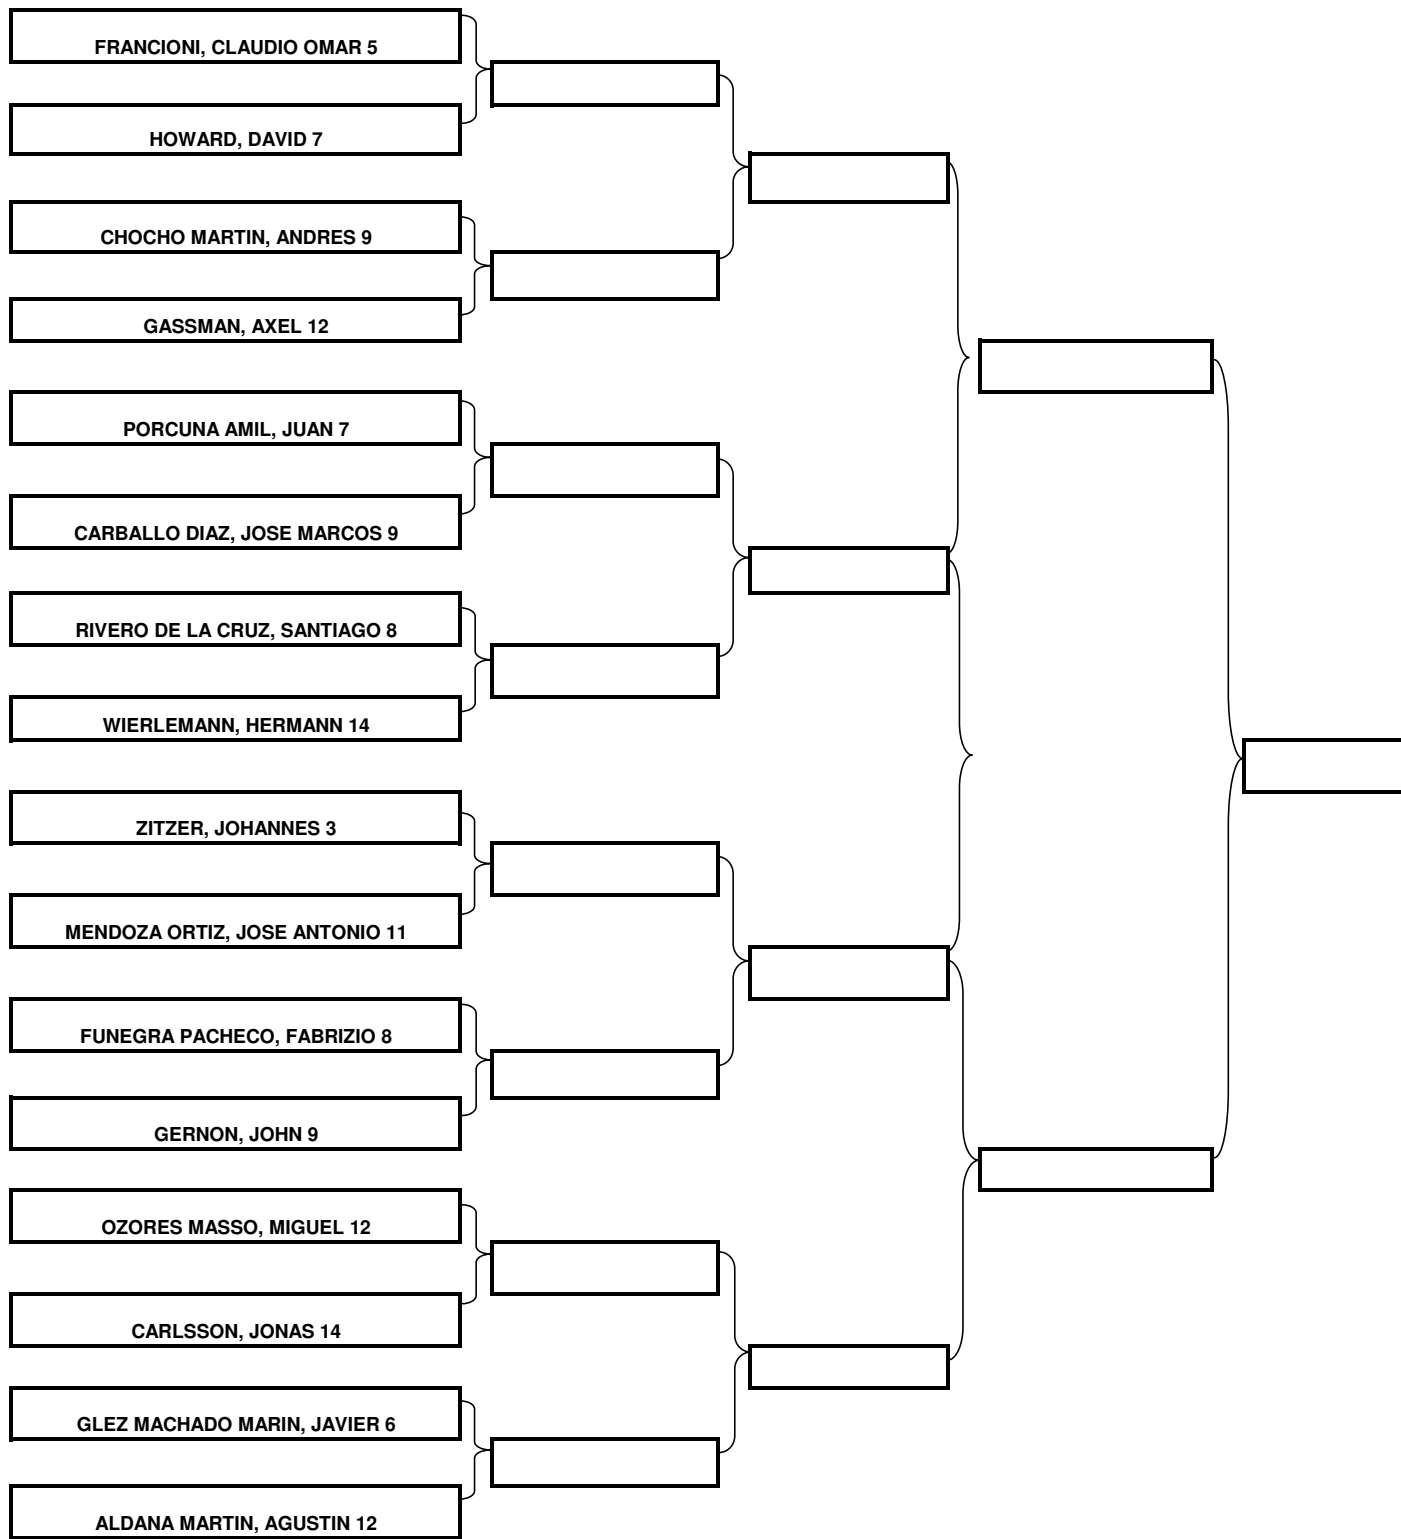 FRANCIONI, CLAUDIO OMAR 5
HOWARD, DAVID 7
CHOCHO MARTIN, ANDRES 9
GASSMAN, AXEL 12
PORCUNA AMIL, JUAN 7
CARBALLO DIAZ, JOSE MARCOS 9
RIVERO DE LA CRUZ, SANTIAGO 8
WIERLEMANN, HERMANN 14
ZITZER, JOHANNES 3
MENDOZA ORTIZ, JOSE ANTONIO 11
FUNEGRA PACHECO, FABRIZIO 8
GERNON, JOHN 9
OZORES MASSO, MIGUEL 12
CARLSSON, JONAS 14
GLEZ MACHADO MARIN, JAVIER 6
ALDANA MARTIN, AGUSTIN 12